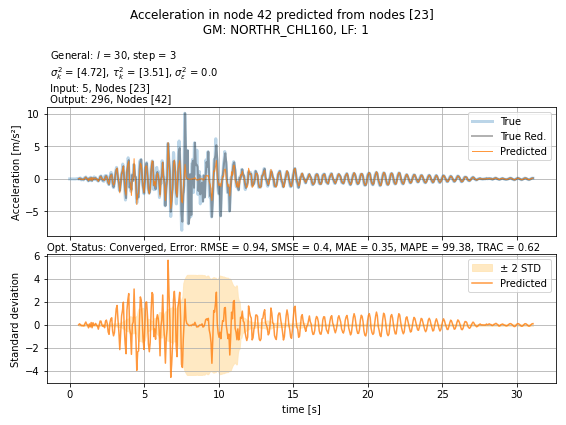 Acceleration in node 42 predicted from nodes [23]
GM: NORTHR_CHL160, LF: 1
General: l = 30, step = 3
σ²ₖ = [4.72], τ²ₖ = [3.51], σ²ε = 0.0
Input: 5, Nodes [23]
Output: 296, Nodes [42]
Acceleration [m/s²]
10
5
0
−5
True
True Red.
Predicted
Opt. Status: Converged, Error: RMSE = 0.94, SMSE = 0.4, MAE = 0.35, MAPE = 99.38, TRAC = 0.62
Standard deviation
6
4
2
0
−2
−4
± 2 STD
Predicted
0 5 10 15 20 25 30
time [s]